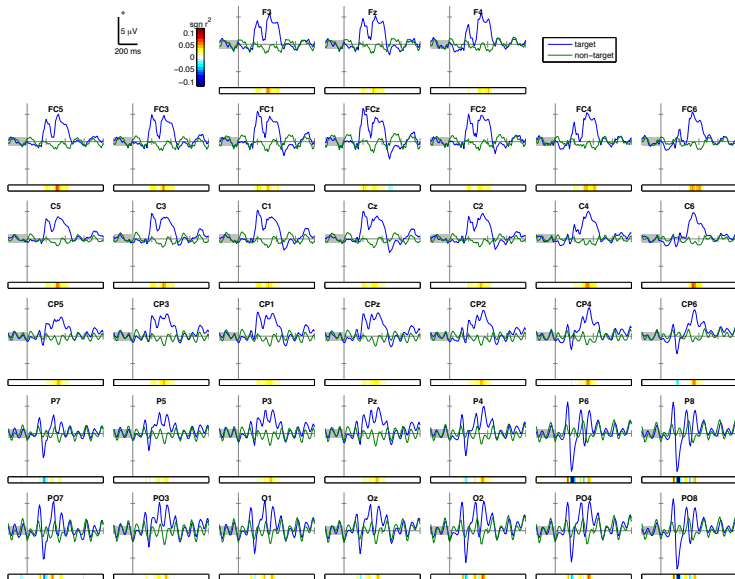 +
5 µV
200 ms
sgn r²
0.1
0.05
0
−0.05
−0.1
F3 Fz F4
target
non-target
FC5 FC3 FC1 FCz FC2 FC4 FC6
C5 C3 C1 Cz C2 C4 C6
CP5 CP3 CP1 CPz CP2 CP4 CP6
P7 P5 P3 Pz P4 P6 P8
PO7 PO3 O1 Oz O2 PO4 PO8